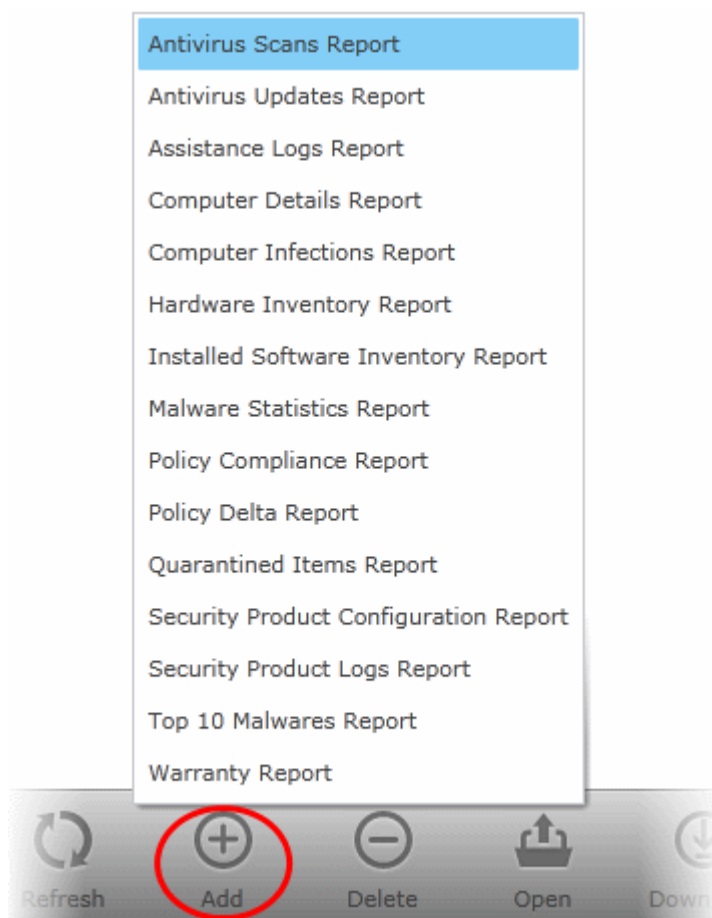 Antivirus Scans Report
Antivirus Updates Report
Assistance Logs Report
Computer Details Report
Computer Infections Report
Hardware Inventory Report
Installed Software Inventory Report
Malware Statistics Report
Policy Compliance Report
Policy Delta Report
Quarantined Items Report
Security Product Configuration Report
Security Product Logs Report
Top 10 Malwares Report
Warranty Report
Refresh Add Delete Open Down